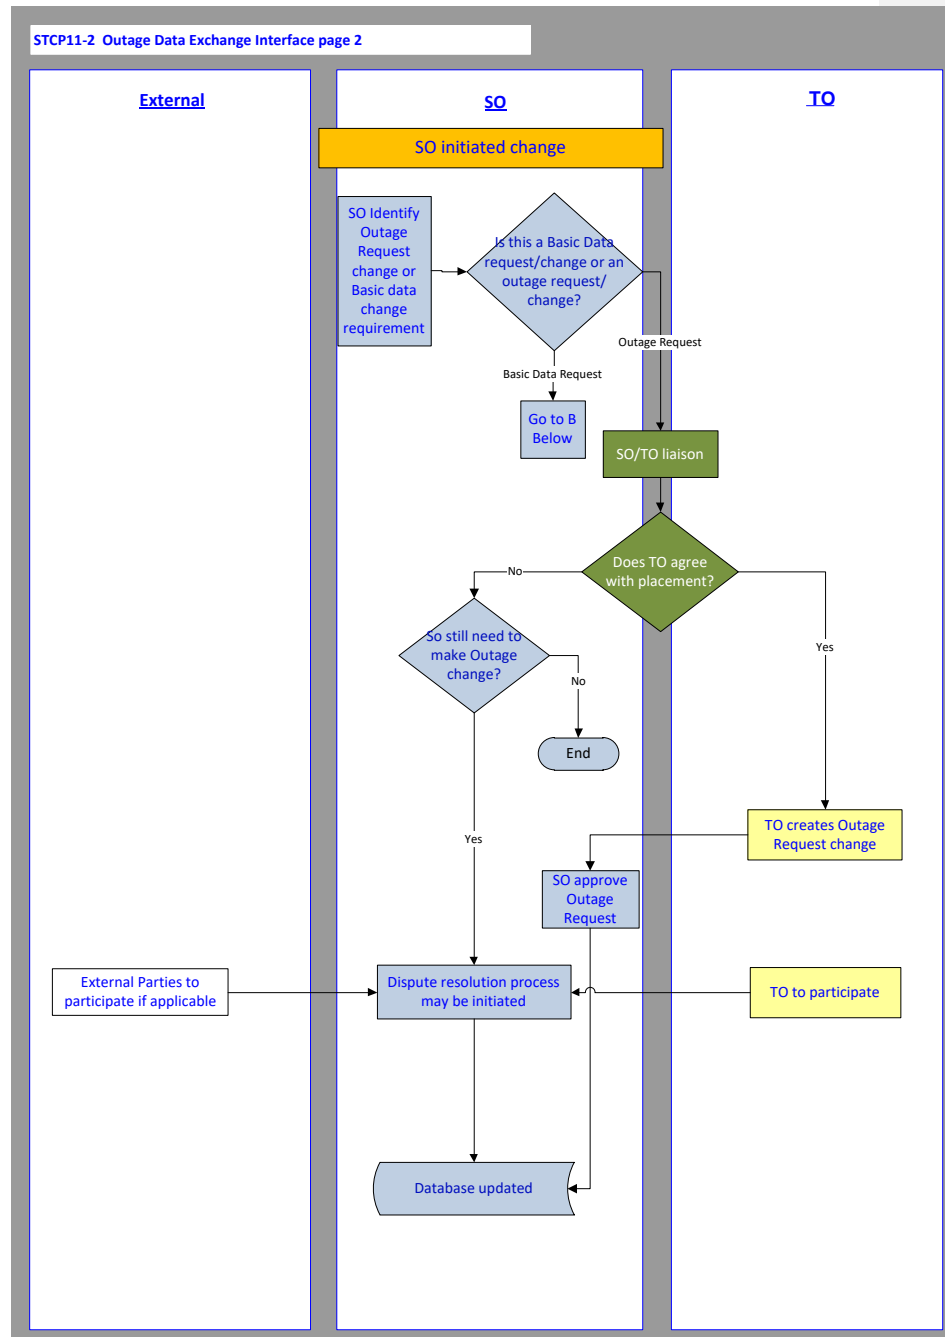 STCP11-2 Outage Data Exchange Interface page 2
External
SO
TO
SO initiated change
SO Identify
Outage
Request
change or
Basic data
change
requirement
Is this a Basic Data
request/change or an
outage request/
change?
Outage Request
Basic Data Request
Go to B
Below
SO/TO liaison
Does TO agree
with placement?
No
Yes
So still need to
make Outage
change?
No
End
Yes
TO creates Outage
Request change
SO approve
Outage
Request
External Parties to
participate if applicable
Dispute resolution process
may be initiated
TO to participate
Database updated